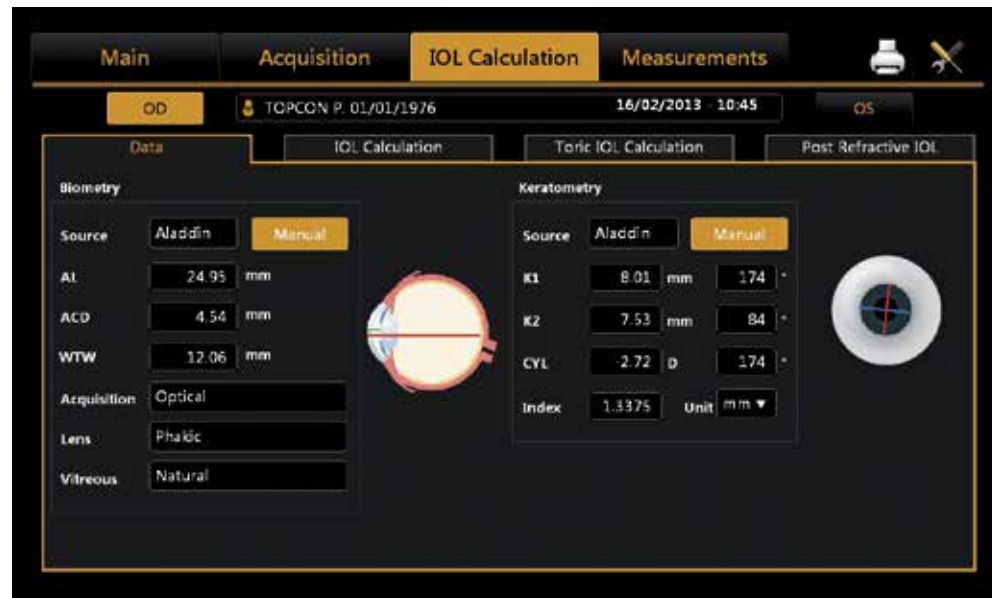 Main Acquisition IOL Calculation Measurements
OD TOPCON P. 01/01/1976 16/02/2013 - 10:45 OS
Data IOL Calculation Toric IOL Calculation Post Refractive IOL
Biometry
Source Aladdin Manual
AL 24.95 mm
ACD 4.54 mm
WTW 12.06 mm
Acquisition Optical
Lens Phakic
Vitreous Natural
Keratometry
Source Aladdin Manual
K1 8.01 mm 174 °
K2 7.53 mm 84 °
CYL -2.72 D 174 °
Index 1.3375 Unit mm ▼